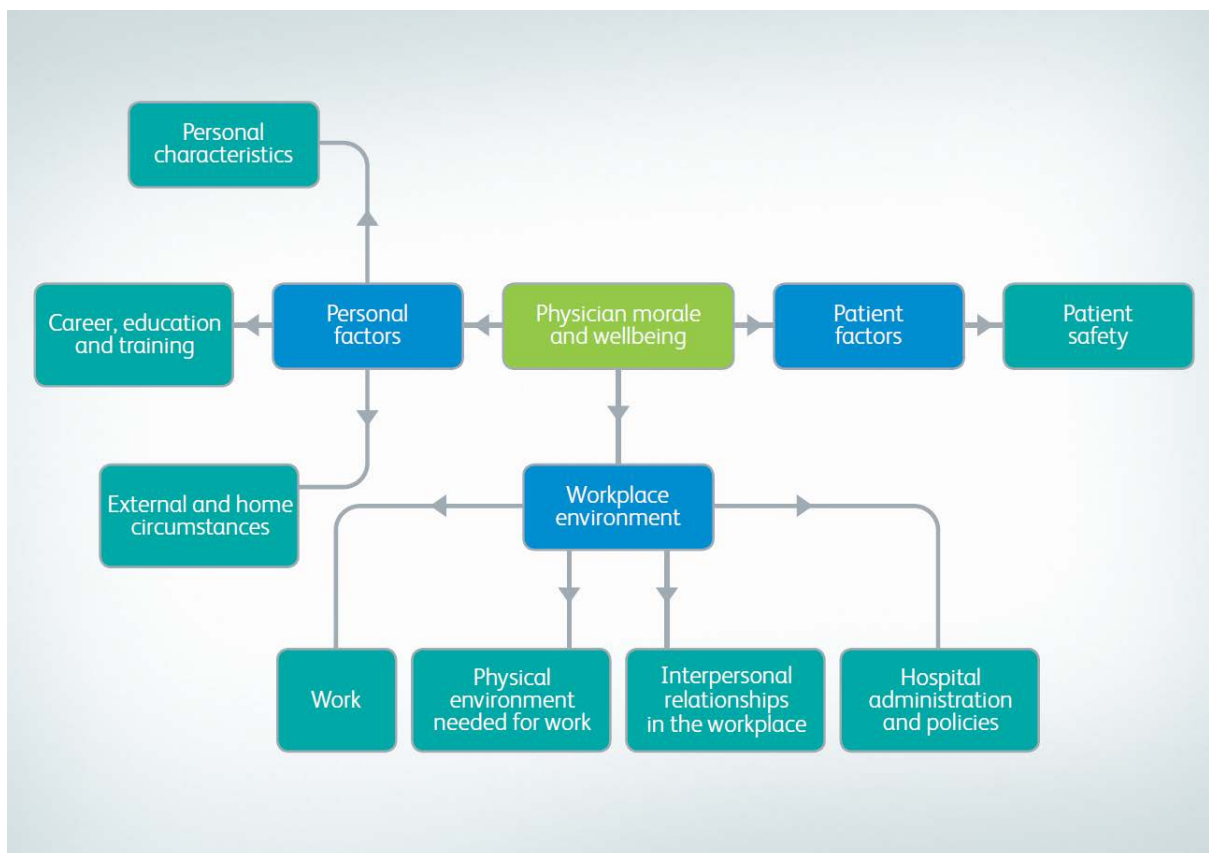 Personal
characteristics
Career, education
and training
Personal
factors
Physician morale
and wellbeing
Patient
factors
Patient
safety
External and home
circumstances
Workplace
environment
Work
Physical
environment
needed for work
Interpersonal
relationships
in the workplace
Hospital
administration
and policies